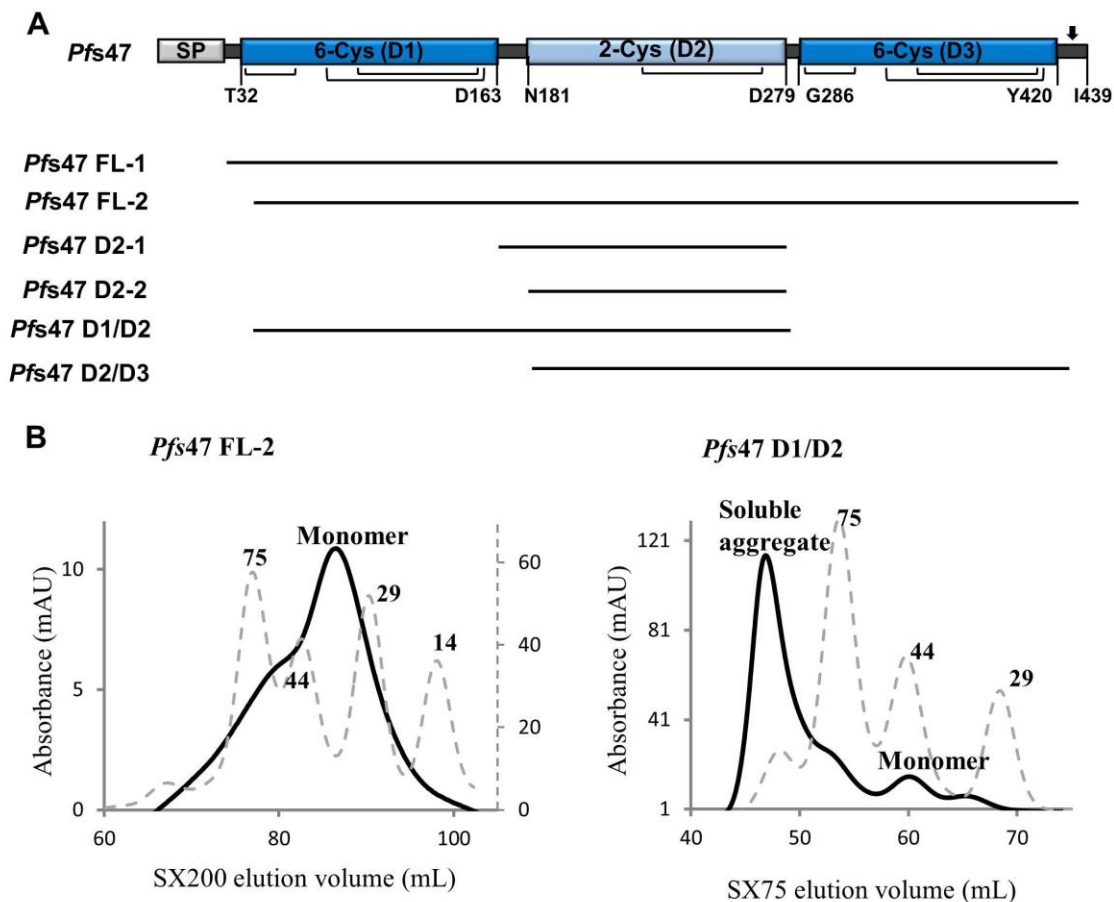 A
Pfs47
SP
6-Cys (D1)
2-Cys (D2)
6-Cys (D3)
T32
D163
N181
D279
G286
Y420
I439
Pfs47 FL-1
Pfs47 FL-2
Pfs47 D2-1
Pfs47 D2-2
Pfs47 D1/D2
Pfs47 D2/D3
B
Pfs47 FL-2
Monomer
75
44
29
14
10
5
0
60
40
20
0
60
80
100
Absorbance (mAU)
SX200 elution volume (mL)
Pfs47 D1/D2
Soluble
aggregate
75
44
Monomer
29
121
81
41
1
40
50
60
70
Absorbance (mAU)
SX75 elution volume (mL)